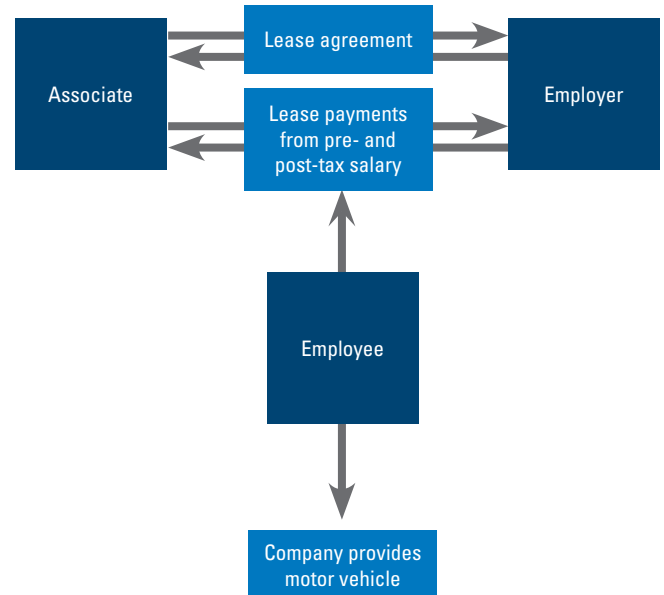 Lease agreement
Associate
Employer
Lease payments
from pre- and
post-tax salary
Employee
Company provides
motor vehicle